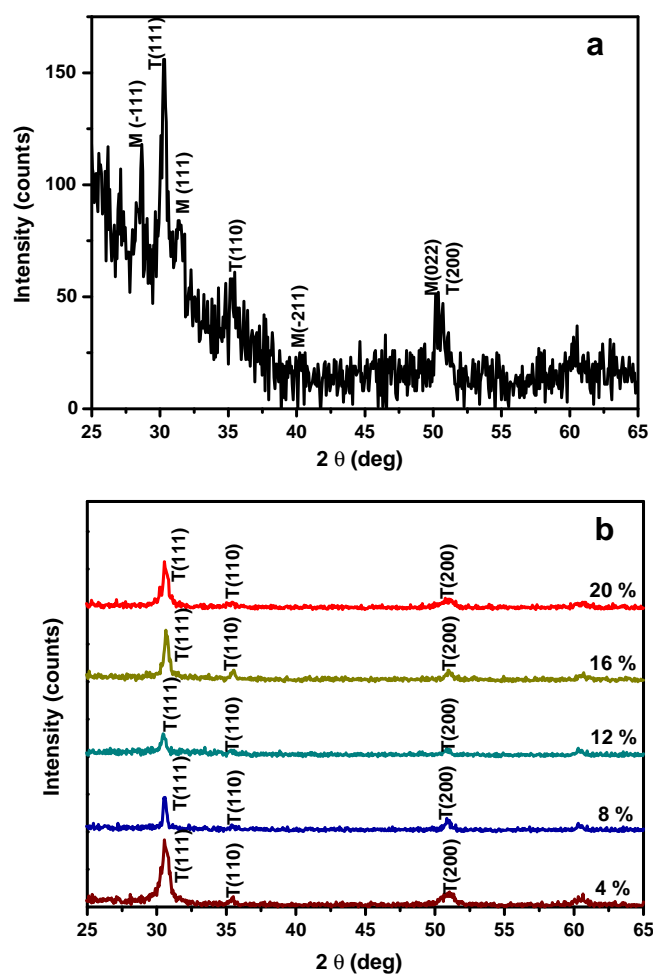 a
150
100
50
0
Intensity (counts)
M (-111)
T(111)
M (111)
T(110)
M(-211)
M(022)
T(200)
25 30 35 40 45 50 55 60 65
2 θ (deg)
b
Intensity (counts)
T(111) T(110) T(200) 20 %
T(111) T(110) T(200) 16 %
T(111) T(110) T(200) 12 %
T(111) T(110) T(200) 8 %
T(111) T(110) T(200) 4 %
25 30 35 40 45 50 55 60 65
2 θ (deg)